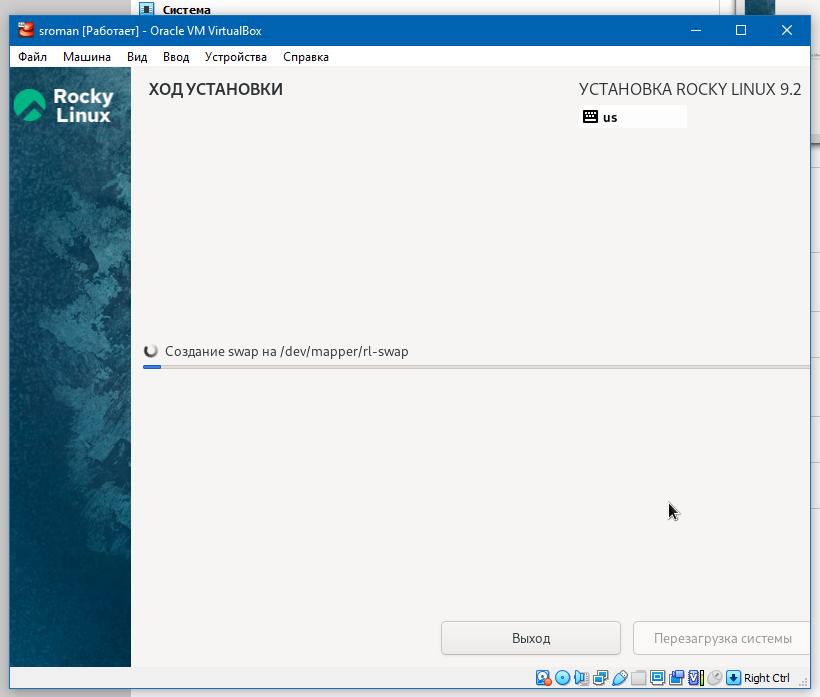 Система
sroman [Работает] - Oracle VM VirtualBox
Файл Машина Вид Ввод Устройства Справка
Rocky
Linux
ХОД УСТАНОВКИ
УСТАНОВКА ROCKY LINUX 9.2
us
Создание swap на /dev/mapper/rl-swap
Выход
Перезагрузка системы
Right Ctrl